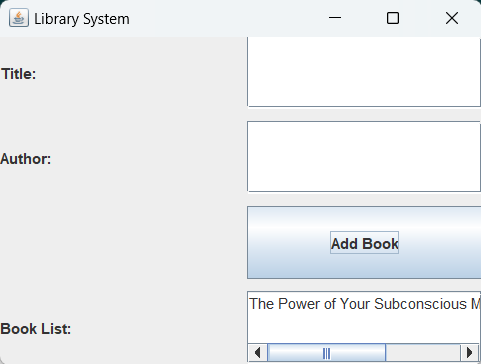 Library System
Title:
Author:
Add Book
Book List:
The Power of Your Subconscious